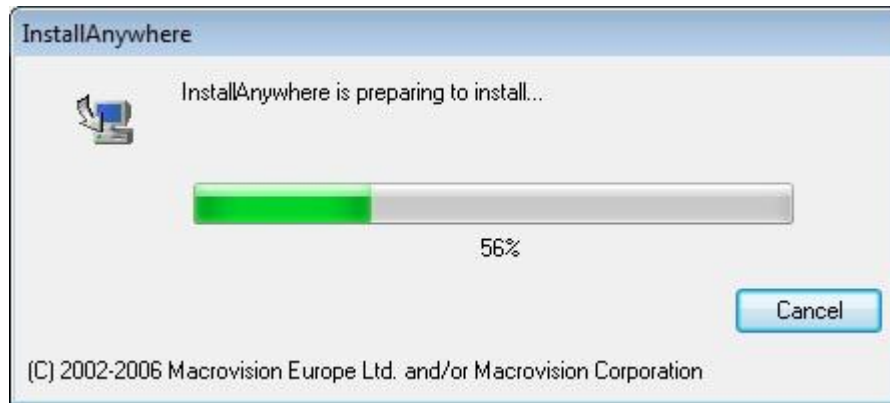 InstallAnywhere
InstallAnywhere is preparing to install...
56%
Cancel
(C) 2002-2006 Macrovision Europe Ltd. and/or Macrovision Corporation